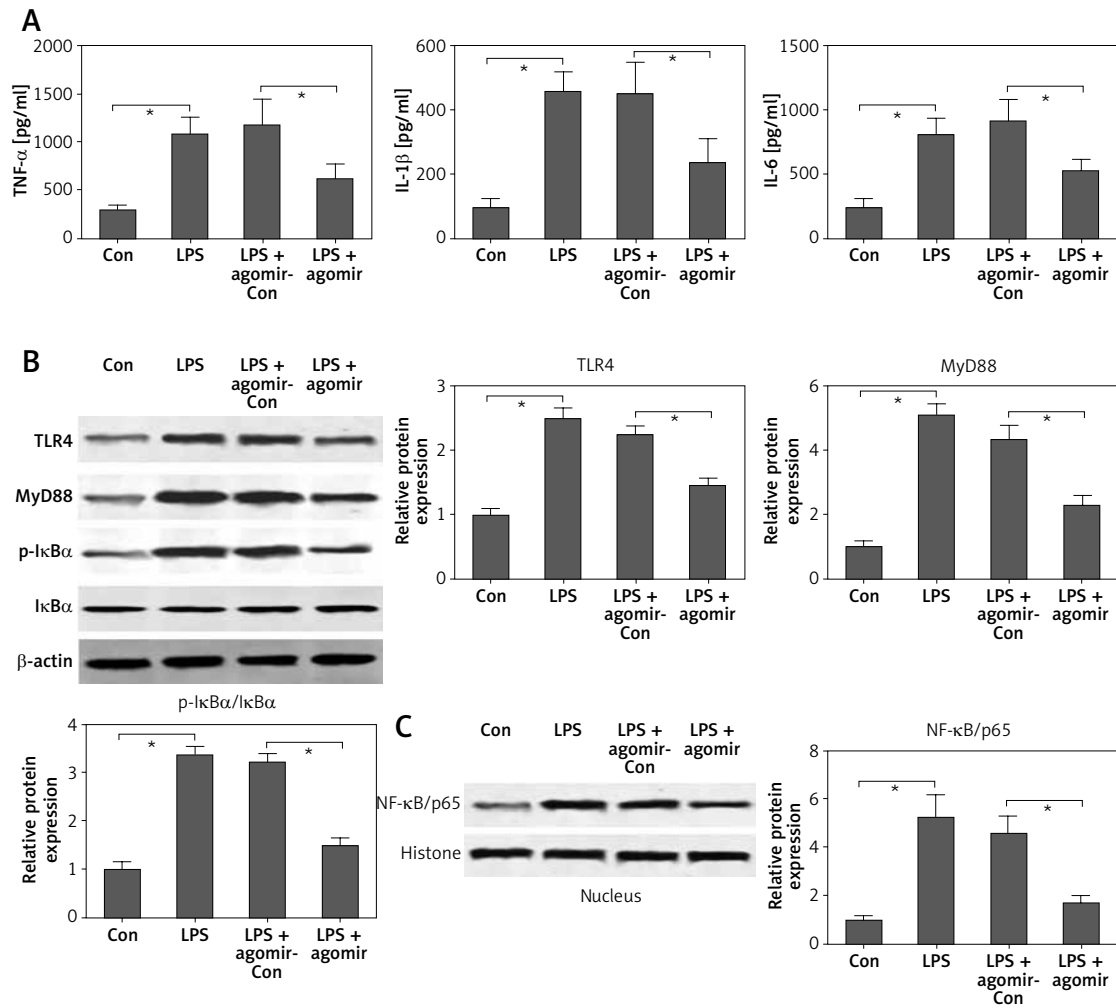 A
TNF-α [pg/ml]
2000
1500
1000
500
0
*
*
Con
LPS
LPS +
agomir-
Con
LPS +
agomir
IL-1β [pg/ml]
600
400
200
0
*
*
Con
LPS
LPS +
agomir-
Con
LPS +
agomir
IL-6 [pg/ml]
1500
1000
500
0
*
*
Con
LPS
LPS +
agomir-
Con
LPS +
agomir
B
Con
LPS
LPS +
agomir-
Con
LPS +
agomir
TLR4
MyD88
p-IκBα
IκBα
β-actin
TLR4
Relative protein
expression
3
2
1
0
*
*
Con
LPS
LPS +
agomir-
Con
LPS +
agomir
MyD88
Relative protein
expression
6
4
2
0
*
*
Con
LPS
LPS +
agomir-
Con
LPS +
agomir
p-IκBα/IκBα
Relative protein
expression
4
3
2
1
0
*
*
Con
LPS
LPS +
agomir-
Con
LPS +
agomir
C
Con
LPS
LPS +
agomir-
Con
LPS +
agomir
NF-κB/p65
Histone
Nucleus
NF-κB/p65
Relative protein
expression
8
6
4
2
0
*
*
Con
LPS
LPS +
agomir-
Con
LPS +
agomir